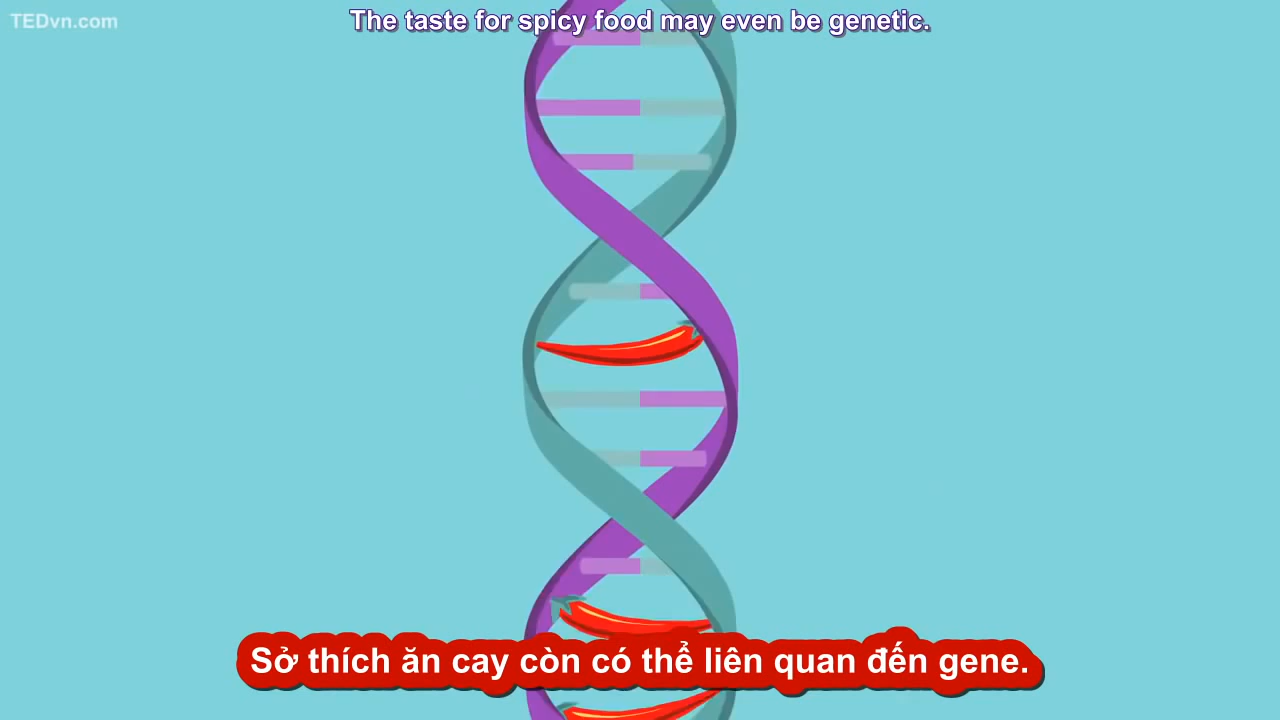 TEDvn.com
The taste for spicy food may even be genetic.
Sở thích ăn cay còn có thể liên quan đến gene.